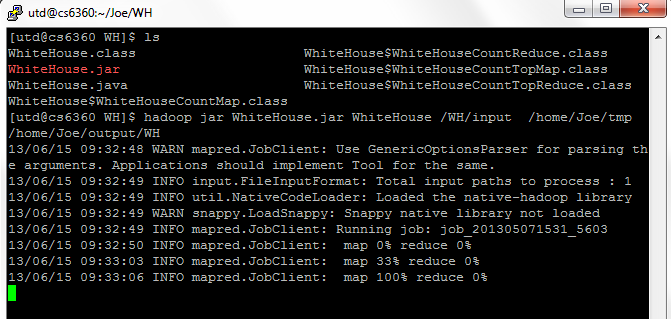 utd@cs6360:~/Joe/WH
[utd@cs6360 WH]$ ls
WhiteHouse.class WhiteHouse$WhiteHouseCountReduce.class
WhiteHouse.jar WhiteHouse$WhiteHouseCountTopMap.class
WhiteHouse.java WhiteHouse$WhiteHouseCountTopReduce.class
WhiteHouse$WhiteHouseCountMap.class
[utd@cs6360 WH]$ hadoop jar WhiteHouse.jar WhiteHouse /WH/input  /home/Joe/tmp
/home/Joe/output/WH
13/06/15 09:32:48 WARN mapred.JobClient: Use GenericOptionsParser for parsing th
e arguments. Applications should implement Tool for the same.
13/06/15 09:32:49 INFO input.FileInputFormat: Total input paths to process : 1
13/06/15 09:32:49 INFO util.NativeCodeLoader: Loaded the native-hadoop library
13/06/15 09:32:49 WARN snappy.LoadSnappy: Snappy native library not loaded
13/06/15 09:32:49 INFO mapred.JobClient: Running job: job_201305071531_5603
13/06/15 09:32:50 INFO mapred.JobClient:  map 0% reduce 0%
13/06/15 09:33:03 INFO mapred.JobClient:  map 33% reduce 0%
13/06/15 09:33:06 INFO mapred.JobClient:  map 100% reduce 0%